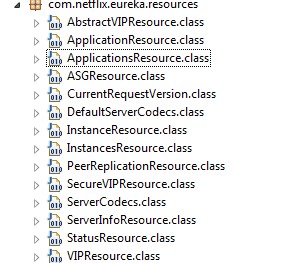 com.netflix.eureka.resources
AbstractVIPResource.class
ApplicationResource.class
ApplicationsResource.class
ASGResource.class
CurrentRequestVersion.class
DefaultServerCodecs.class
InstanceResource.class
InstancesResource.class
PeerReplicationResource.class
SecureVIPResource.class
ServerCodecs.class
ServerInfoResource.class
StatusResource.class
VIPResource.class